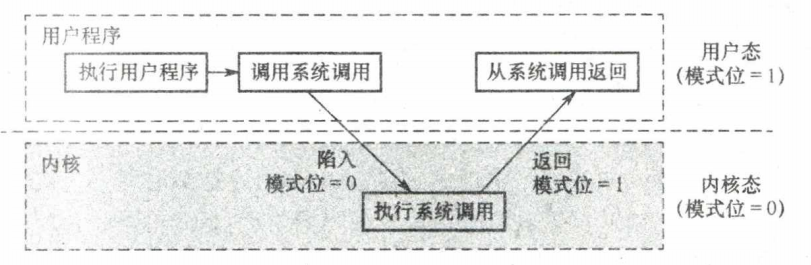 用户程序
执行用户程序
调用系统调用
从系统调用返回
用户态
(模式位=1)
内核
陷入
模式位=0
返回
模式位=1
执行系统调用
内核态
(模式位=0)